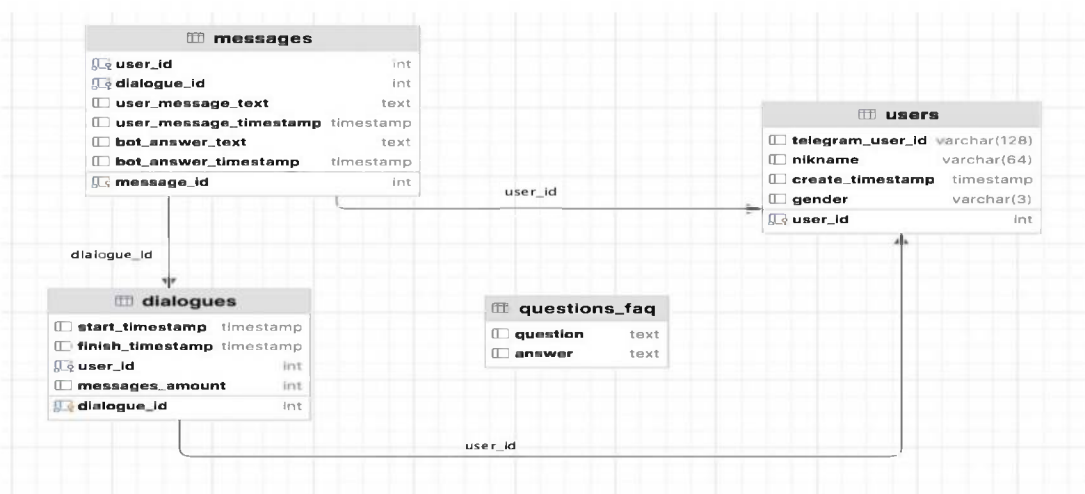 messages
user_id int
dialogue_id int
user_message_text text
user_message_timestamp timestamp
bot_answer_text text
bot_answer_timestamp timestamp
message_id int
users
telegram_user_id varchar(128)
nikname varchar(64)
create_timestamp timestamp
gender varchar(3)
user_id int
user_id
dialogue_id
dialogues
start_timestamp timestamp
finish_timestamp timestamp
user_id int
messages_amount int
dialogue_id int
questions_faq
question text
answer text
user_id